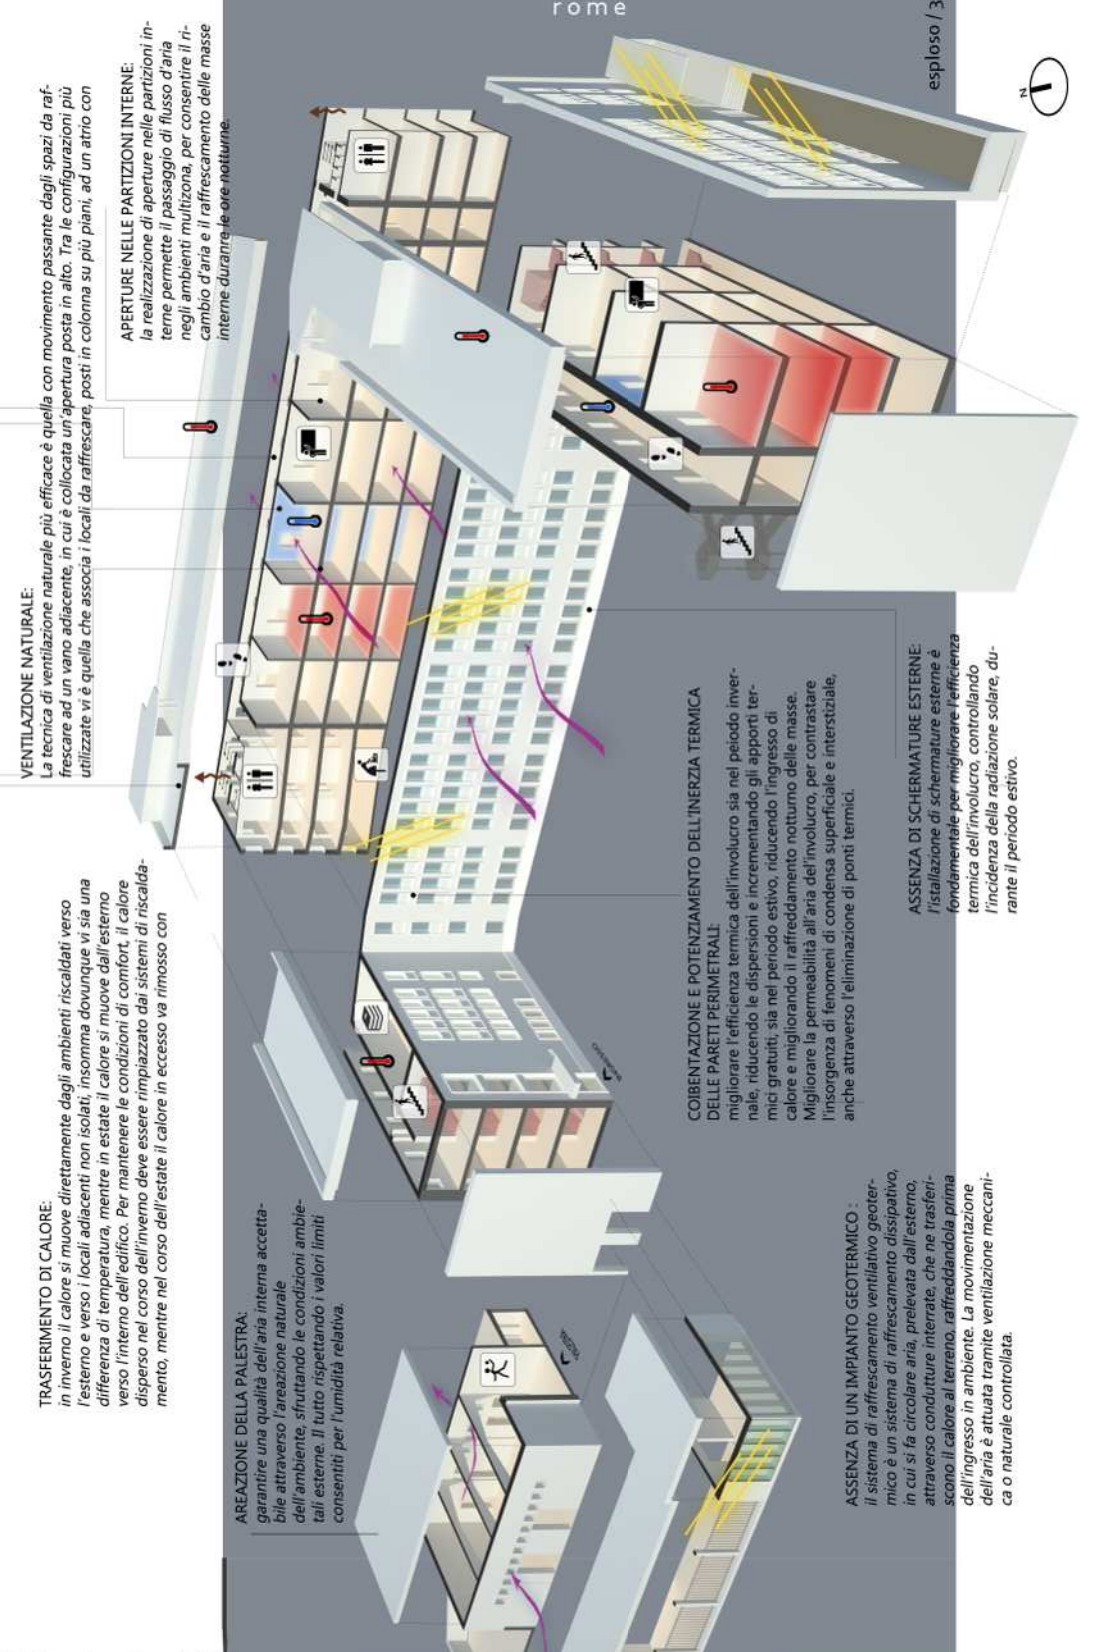 rome
esploso / 3
N
VENTILAZIONE NATURALE:
La tecnica di ventilazione naturale più efficace è quella con movimento passante dagli spazi da raf-
frescare ad un vano adiacente, in cui è collocata un'apertura posta in alto. Tra le configurazioni più
utilizzate vi è quella che associa i locali da raffrescare, posti in colonna su più piani, ad un atrio con
APERTURE NELLE PARTIZIONI INTERNE:
la realizzazione di aperture nelle partizioni in-
terne permette il passaggio di flusso d'aria
negli ambienti multizona, per consentire il ri-
cambio d'aria e il raffrescamento delle masse
interne duranre le ore notturne.
TRASFERIMENTO DI CALORE:
in inverno il calore si muove direttamente dagli ambienti riscaldati verso
l'esterno e verso i locali adiacenti non isolati, insomma dovunque vi sia una
differenza di temperatura, mentre in estate il calore si muove dall'esterno
verso l'interno dell'edifico. Per mantenere le condizioni di comfort, il calore
disperso nel corso dell'inverno deve essere rimpiazzato dai sistemi di riscalda-
mento, mentre nel corso dell'estate il calore in eccesso va rimosso con
AREAZIONE DELLA PALESTRA:
garantire una qualità dell'aria interna accetta-
bile attraverso l'areazione naturale
dell'ambiente, sfruttando le condizioni ambie-
tali esterne. Il tutto rispettando i valori limiti
consentiti per l'umidità relativa.
COIBENTAZIONE E POTENZIAMENTO DELL'INERZIA TERMICA
DELLE PARETI PERIMETRALI:
migliorare l'efficienza termica dell'involucro sia nel peiodo inver-
nale, riducendo le dispersioni e incrementando gli apporti ter-
mici gratuiti; sia nel periodo estivo, riducendo l'ingresso di
calore e migliorando il raffreddamento notturno delle masse.
Migliorare la permeabilità all'aria del'involucro, per contrastare
l'insorgenza di fenomeni di condensa superficiale e interstiziale,
anche attraverso l'eliminazione di ponti termici.
ASSENZA DI SCHERMATURE ESTERNE:
l'istallazione di schermature esterne è
fondamentale per migliorare l'efficienza
termica dell'involucro, controllando
l'incidenza della radiazione solare, du-
rante il periodo estivo.
ASSENZA DI UN IMPIANTO GEOTERMICO :
il sistema di raffrescamento ventilativo geoter-
mico è un sistema di raffrescamento dissipativo,
in cui si fa circolare aria, prelevata dall'esterno,
attraverso condutture interrate, che ne trasferi-
scono il calore al terreno, raffreddandola prima
dell'ingresso in ambiente. La movimentazione
dell'aria è attuata tramite ventilazione meccani-
ca o naturale controllata.